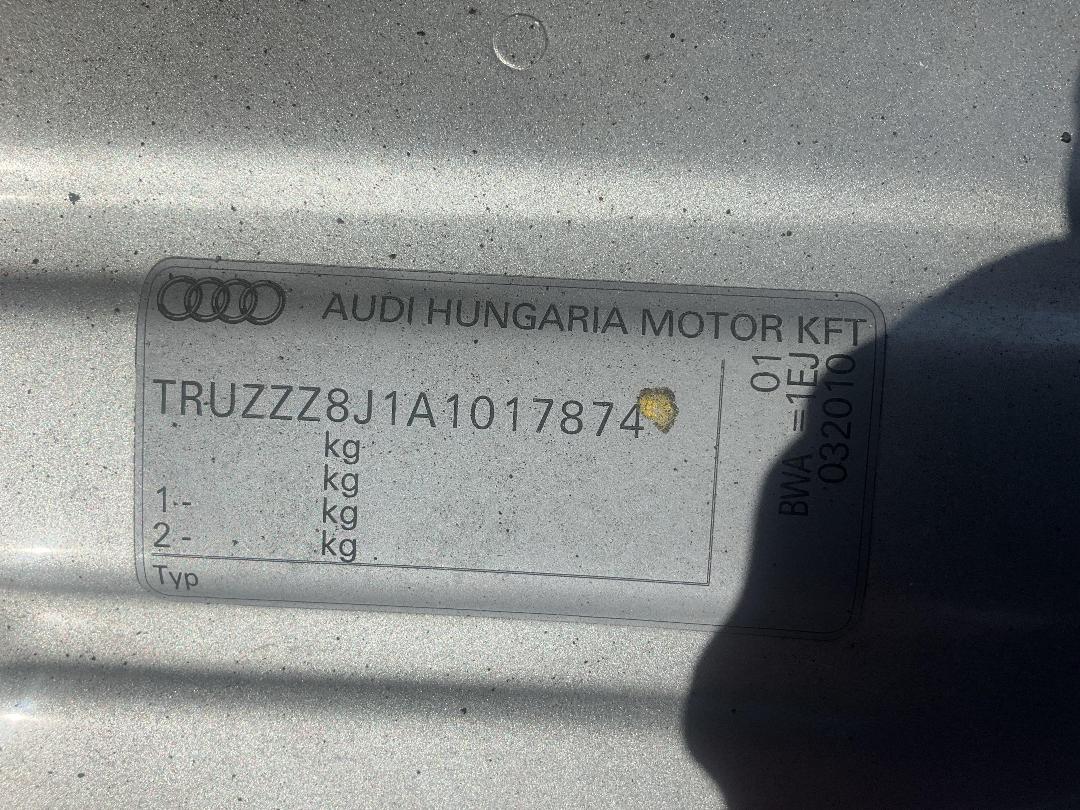 AUDI HUNGARIA MOTOR KFT
TRUZZZ8J1A1017874
kg
kg
1 - kg
2 - kg
Typ
01
BWA =1EJ
032010